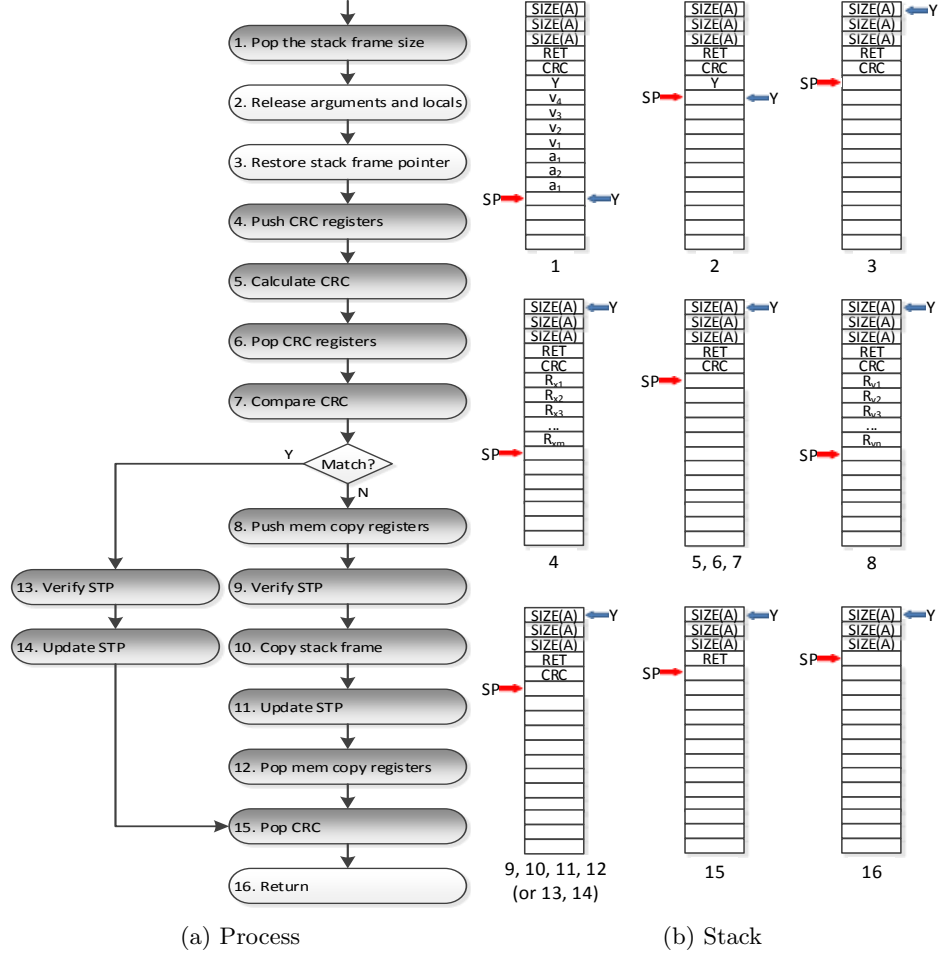 1. Pop the stack frame size
2. Release arguments and locals
3. Restore stack frame pointer
4. Push CRC registers
5. Calculate CRC
6. Pop CRC registers
7. Compare CRC
Match?
Y
N
8. Push mem copy registers
13. Verify STP
9. Verify STP
14. Update STP
10. Copy stack frame
11. Update STP
12. Pop mem copy registers
15. Pop CRC
16. Return
(a) Process
SIZE(A)
SIZE(A)
SIZE(A)
RET
CRC
Y
v4
v3
v2
v1
a1
a2
a1
SP
Y
1
SIZE(A)
SIZE(A)
SIZE(A)
RET
CRC
Y
SP
Y
2
SIZE(A)
Y
SIZE(A)
SIZE(A)
RET
CRC
SP
3
SIZE(A)
Y
SIZE(A)
SIZE(A)
RET
CRC
Rx1
Rx2
Rx3
...
Rxm
SP
4
SIZE(A)
Y
SIZE(A)
SIZE(A)
RET
CRC
SP
5, 6, 7
SIZE(A)
Y
SIZE(A)
SIZE(A)
RET
CRC
Ry1
Ry2
Ry3
...
Ryn
SP
8
SIZE(A)
Y
SIZE(A)
SIZE(A)
RET
CRC
SP
9, 10, 11, 12
(or 13, 14)
SIZE(A)
Y
SIZE(A)
SIZE(A)
RET
SP
15
SIZE(A)
Y
SIZE(A)
SIZE(A)
SP
16
(b) Stack